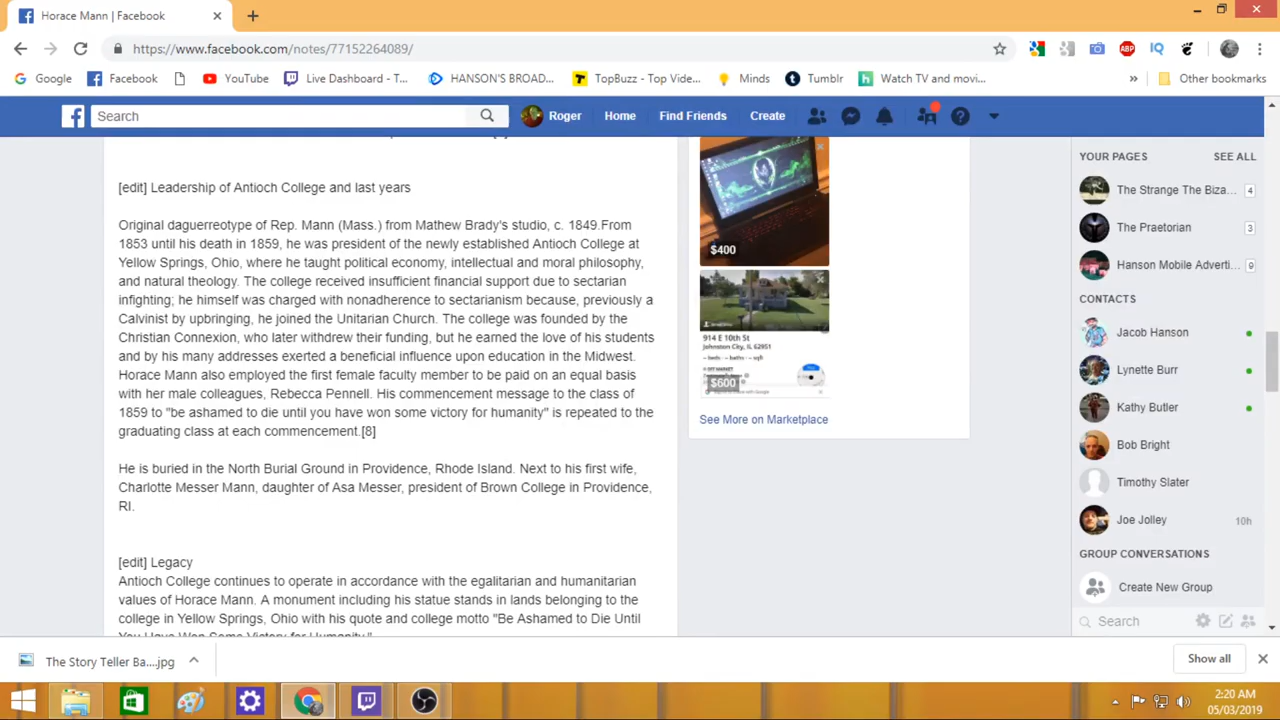 Horace Mann | Facebook
https://www.facebook.com/notes/77152264089/
Google
Facebook
YouTube
Live Dashboard - T...
HANSON'S BROAD...
TopBuzz - Top Vide...
Minds
Tumblr
Watch TV and movi...
Other bookmarks
Search
Roger
Home
Find Friends
Create
[edit] Leadership of Antioch College and last years
Original daguerreotype of Rep. Mann (Mass.) from Mathew Brady's studio, c. 1849.From
1853 until his death in 1859, he was president of the newly established Antioch College at
Yellow Springs, Ohio, where he taught political economy, intellectual and moral philosophy,
and natural theology. The college received insufficient financial support due to sectarian
infighting; he himself was charged with nonadherence to sectarianism because, previously a
Calvinist by upbringing, he joined the Unitarian Church. The college was founded by the
Christian Connexion, who later withdrew their funding, but he earned the love of his students
and by his many addresses exerted a beneficial influence upon education in the Midwest.
Horace Mann also employed the first female faculty member to be paid on an equal basis
with her male colleagues, Rebecca Pennell. His commencement message to the class of
1859 to "be ashamed to die until you have won some victory for humanity" is repeated to the
graduating class at each commencement.[8]
He is buried in the North Burial Ground in Providence, Rhode Island. Next to his first wife,
Charlotte Messer Mann, daughter of Asa Messer, president of Brown College in Providence,
RI.
[edit] Legacy
Antioch College continues to operate in accordance with the egalitarian and humanitarian
values of Horace Mann. A monument including his statue stands in lands belonging to the
college in Yellow Springs, Ohio with his quote and college motto "Be Ashamed to Die Until
You Have Won Some Victory for Humanity."
$400
914 E 10th St
Johnston City, IL 62951
$600
See More on Marketplace
YOUR PAGES
SEE ALL
The Strange The Biza...
4
The Praetorian
3
Hanson Mobile Adverti...
9
CONTACTS
Jacob Hanson
Lynette Burr
Kathy Butler
Bob Bright
Timothy Slater
Joe Jolley
10h
GROUP CONVERSATIONS
Create New Group
Search
The Story Teller Ba....jpg
Show all
2:20 AM
05/03/2019